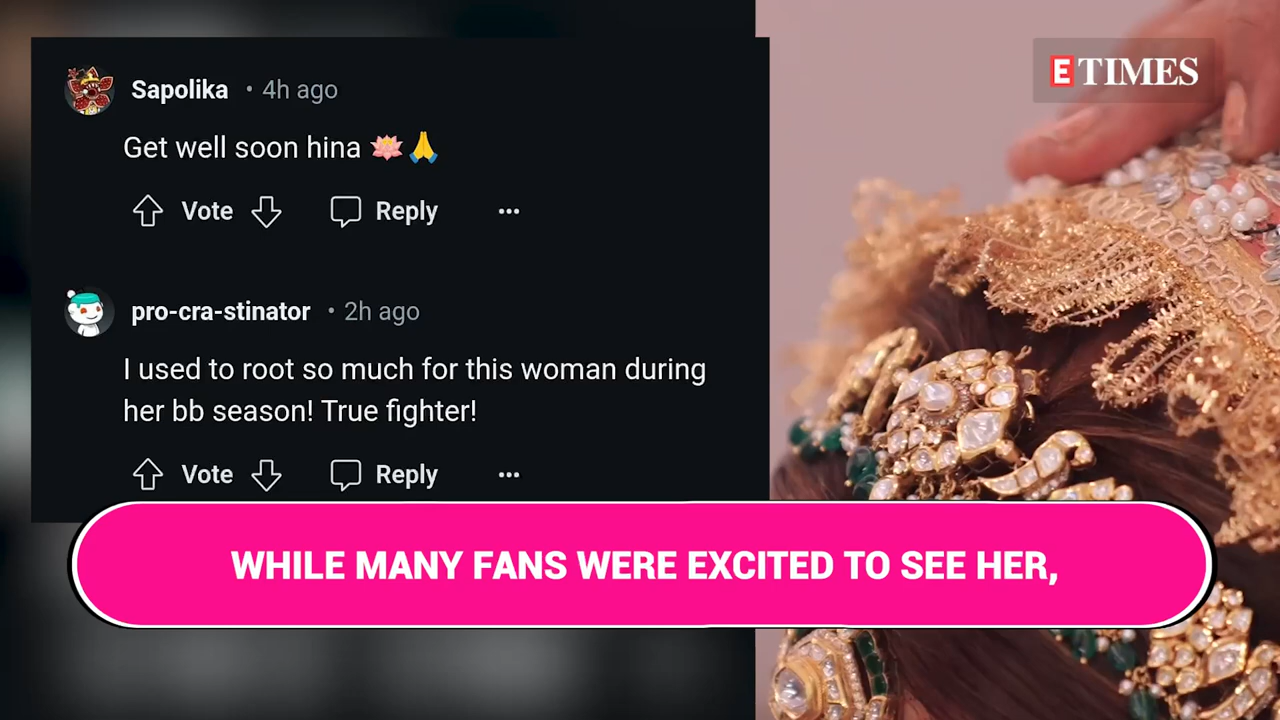 Sapolika • 4h ago
Get well soon hina 🪷🙏
Vote Reply ...
pro-cra-stinator • 2h ago
I used to root so much for this woman during
her bb season! True fighter!
Vote Reply ...
ETIMES
WHILE MANY FANS WERE EXCITED TO SEE HER,